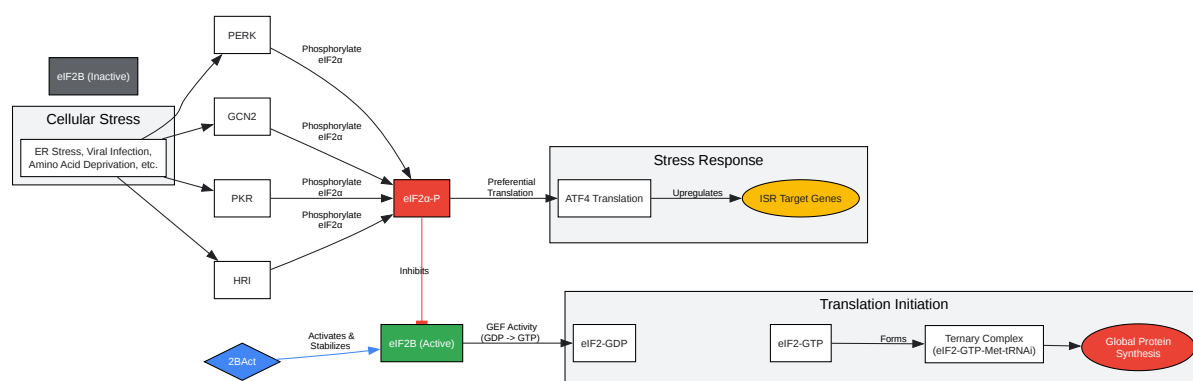 PERK
Phosphorylate
eIF2α
eIF2B (Inactive)
Cellular Stress
GCN2
Phosphorylate
eIF2α
ER Stress, Viral Infection,
Amino Acid Deprivation, etc.
Stress Response
PKR
Phosphorylate
eIF2α
eIF2α-P
Preferential
Translation
ATF4 Translation
Upregulates
ISR Target Genes
Phosphorylate
eIF2α
HRI
Inhibits
Translation Initiation
2BAct
Activates &
Stabilizes
eIF2B (Active)
GEF Activity
(GDP -> GTP)
eIF2-GDP
eIF2-GTP
Forms
Ternary Complex
(eIF2-GTP-Met-tRNAi)
Global Protein
Synthesis